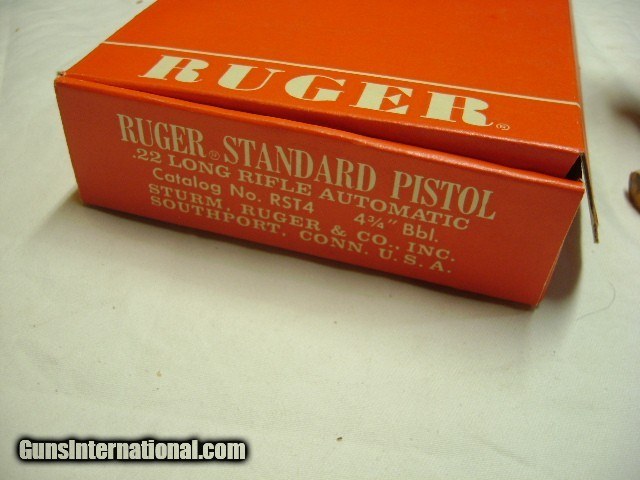 RUGER®
RUGER® STANDARD PISTOL
.22 LONG RIFLE AUTOMATIC
Catalog No. RST4 4¾" Bbl.
STURM, RUGER & CO., INC.
SOUTHPORT, CONN. U. S. A.
GunsInternational.com